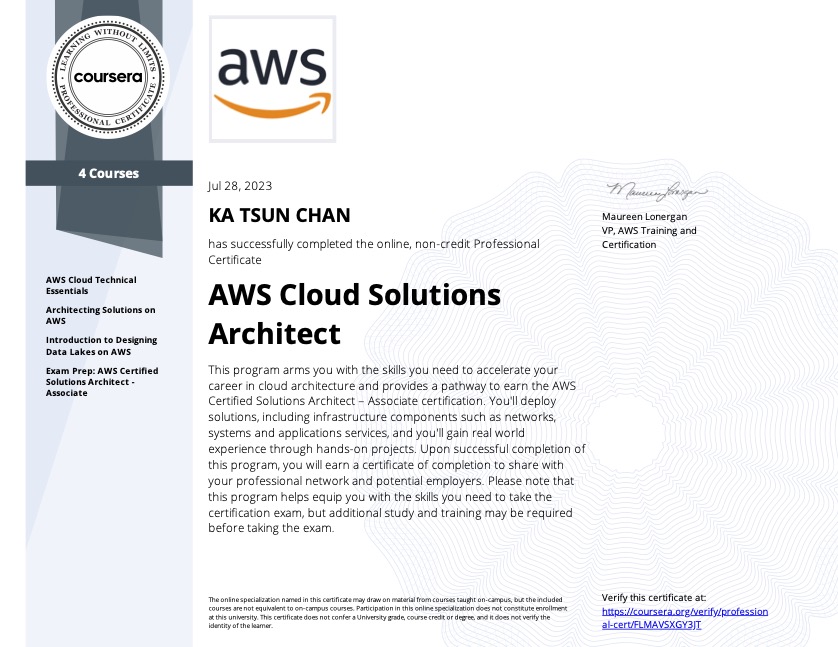 LEARNING WITHOUT LIMITS
coursera
PROFESSIONAL CERTIFICATE
4 Courses
AWS Cloud Technical
Essentials
Architecting Solutions on
AWS
Introduction to Designing
Data Lakes on AWS
Exam Prep: AWS Certified
Solutions Architect -
Associate
aws
Jul 28, 2023
KA TSUN CHAN
has successfully completed the online, non-credit Professional
Certificate
AWS Cloud Solutions
Architect
This program arms you with the skills you need to accelerate your
career in cloud architecture and provides a pathway to earn the AWS
Certified Solutions Architect – Associate certification. You'll deploy
solutions, including infrastructure components such as networks,
systems and applications services, and you'll gain real world
experience through hands-on projects. Upon successful completion of
this program, you will earn a certificate of completion to share with
your professional network and potential employers. Please note that
this program helps equip you with the skills you need to take the
certification exam, but additional study and training may be required
before taking the exam.
Maureen Lonergan
Maureen Lonergan
VP, AWS Training and
Certification
The online specialization named in this certificate may draw on material from courses taught on-campus, but the included
courses are not equivalent to on-campus courses. Participation in this online specialization does not constitute enrollment
at this university. This certificate does not confer a University grade, course credit or degree, and it does not verify the
identity of the learner.
Verify this certificate at:
https://coursera.org/verify/profession
al-cert/FLMAVSXGY3JT